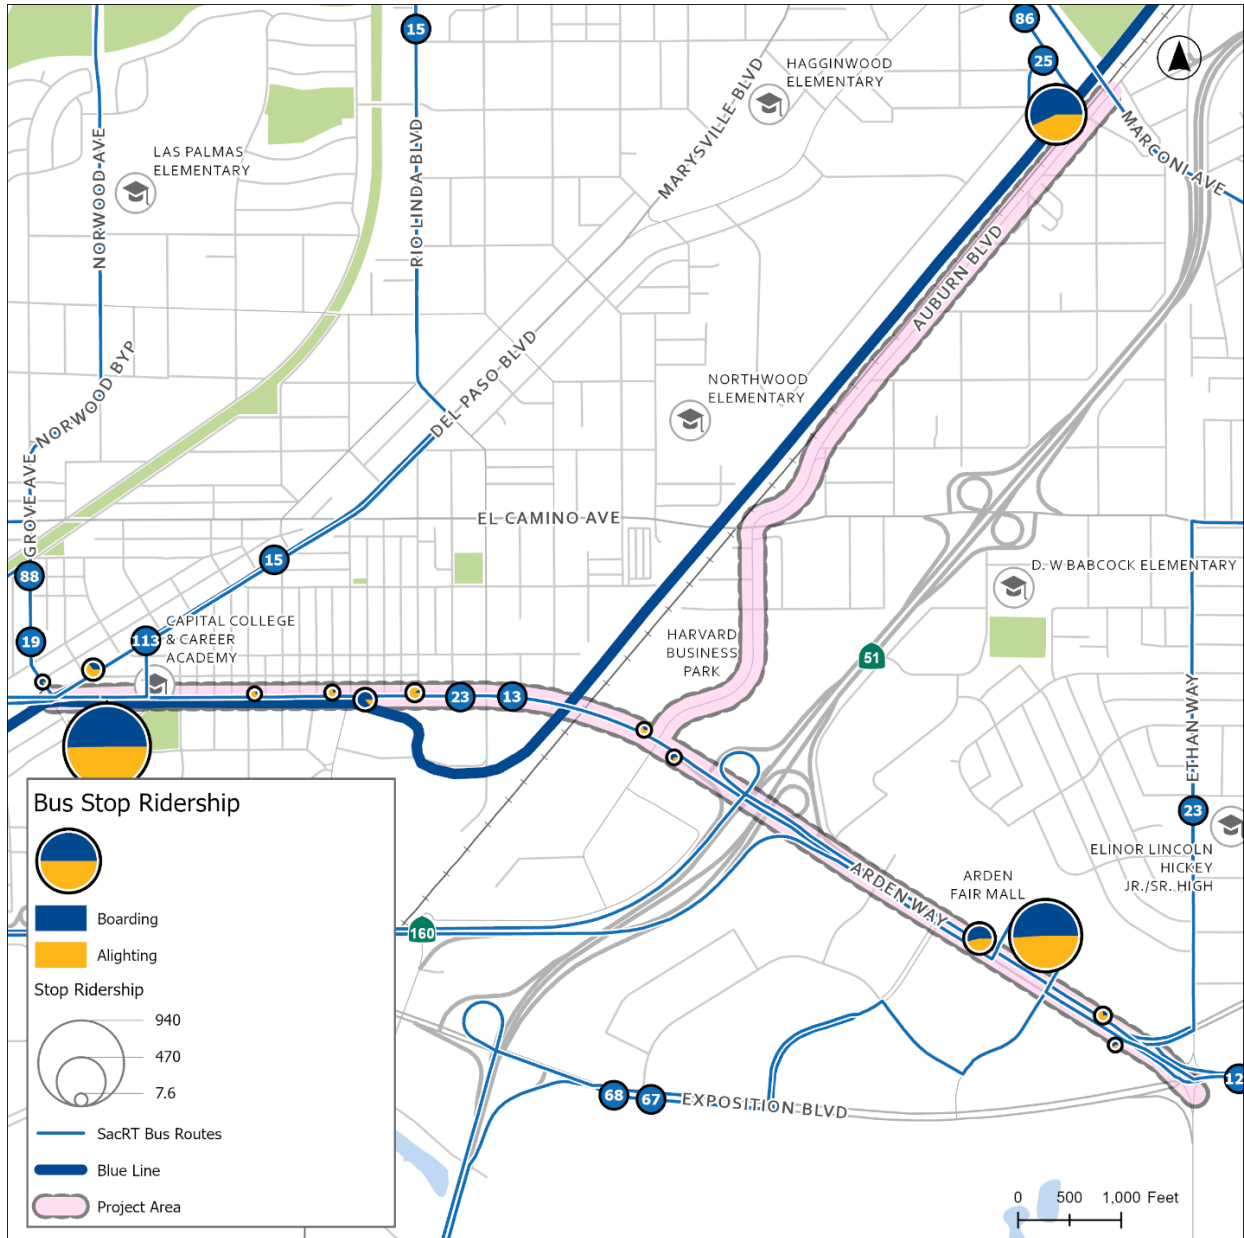 86
15
25
HAGGINWOOD
ELEMENTARY
MARYSVILLE BLVD
MARCONI AVE
LAS PALMAS
ELEMENTARY
NORWOOD AVE
RIO LINDA BLVD
AUBURN BLVD
NORWOOD BYP
DEL PASO BLVD
NORTHWOOD
ELEMENTARY
GROVE AVE
EL CAMINO AVE
15
88
D. W BABCOCK ELEMENTARY
19
113
CAPITAL COLLEGE
& CAREER
ACADEMY
HARVARD
BUSINESS
PARK
51
23
13
ETHAN WAY
23
ELINOR LINCOLN
HICKEY
JR./SR. HIGH
ARDEN
FAIR MALL
ARDEN WAY
160
12
68
67
EXPOSITION BLVD
Bus Stop Ridership
Boarding
Alighting
Stop Ridership
940
470
7.6
SacRT Bus Routes
Blue Line
Project Area
0 500 1,000 Feet